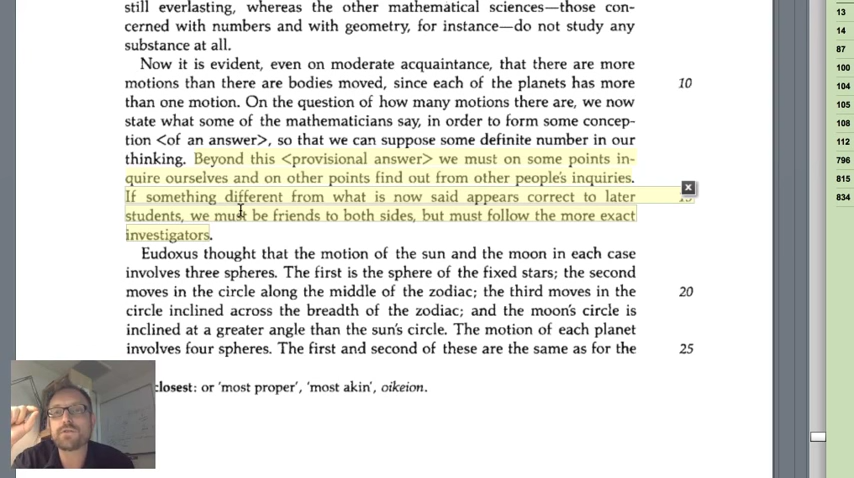 still everlasting, whereas the other mathematical sciences—those con-
cerned with numbers and with geometry, for instance—do not study any
substance at all.
Now it is evident, even on moderate acquaintance, that there are more
motions than there are bodies moved, since each of the planets has more
10
than one motion. On the question of how many motions there are, we now
state what some of the mathematicians say, in order to form some concep-
tion <of an answer>, so that we can suppose some definite number in our
thinking. Beyond this <provisional answer> we must on some points in-
quire ourselves and on other points find out from other people's inquiries.
If something different from what is now said appears correct to later
students, we must be friends to both sides, but must follow the more exact
investigators.
Eudoxus thought that the motion of the sun and the moon in each case
involves three spheres. The first is the sphere of the fixed stars; the second
moves in the circle along the middle of the zodiac; the third moves in the
20
circle inclined across the breadth of the zodiac; and the moon's circle is
inclined at a greater angle than the sun's circle. The motion of each planet
involves four spheres. The first and second of these are the same as for the
25
closest: or 'most proper', 'most akin', oikeion.
13
14
87
100
104
105
108
112
796
815
834